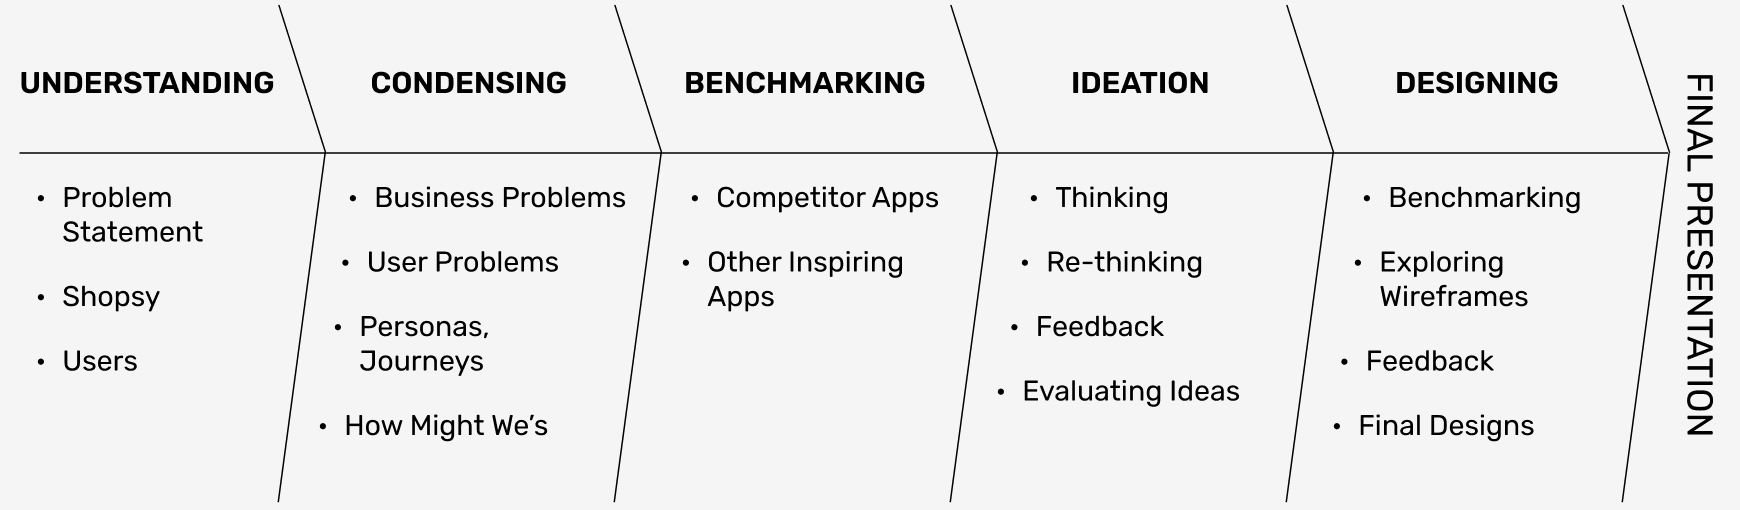 UNDERSTANDING
• Problem
Statement
• Shopsy
• Users
CONDENSING
• Business Problems
• User Problems
• Personas,
Journeys
• How Might We’s
BENCHMARKING
• Competitor Apps
• Other Inspiring
Apps
IDEATION
• Thinking
• Re-thinking
• Feedback
• Evaluating Ideas
DESIGNING
• Benchmarking
• Exploring
Wireframes
• Feedback
• Final Designs
FINAL PRESENTATION